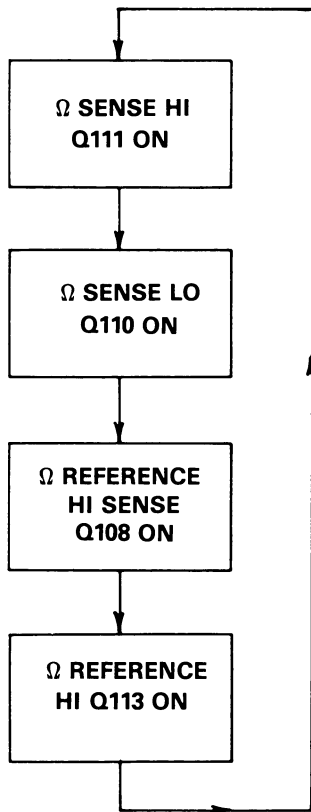 Ω SENSE HI
Q111 ON
Ω SENSE LO
Q110 ON
Ω REFERENCE
HI SENSE
Q108 ON
Ω REFERENCE
HI Q113 ON